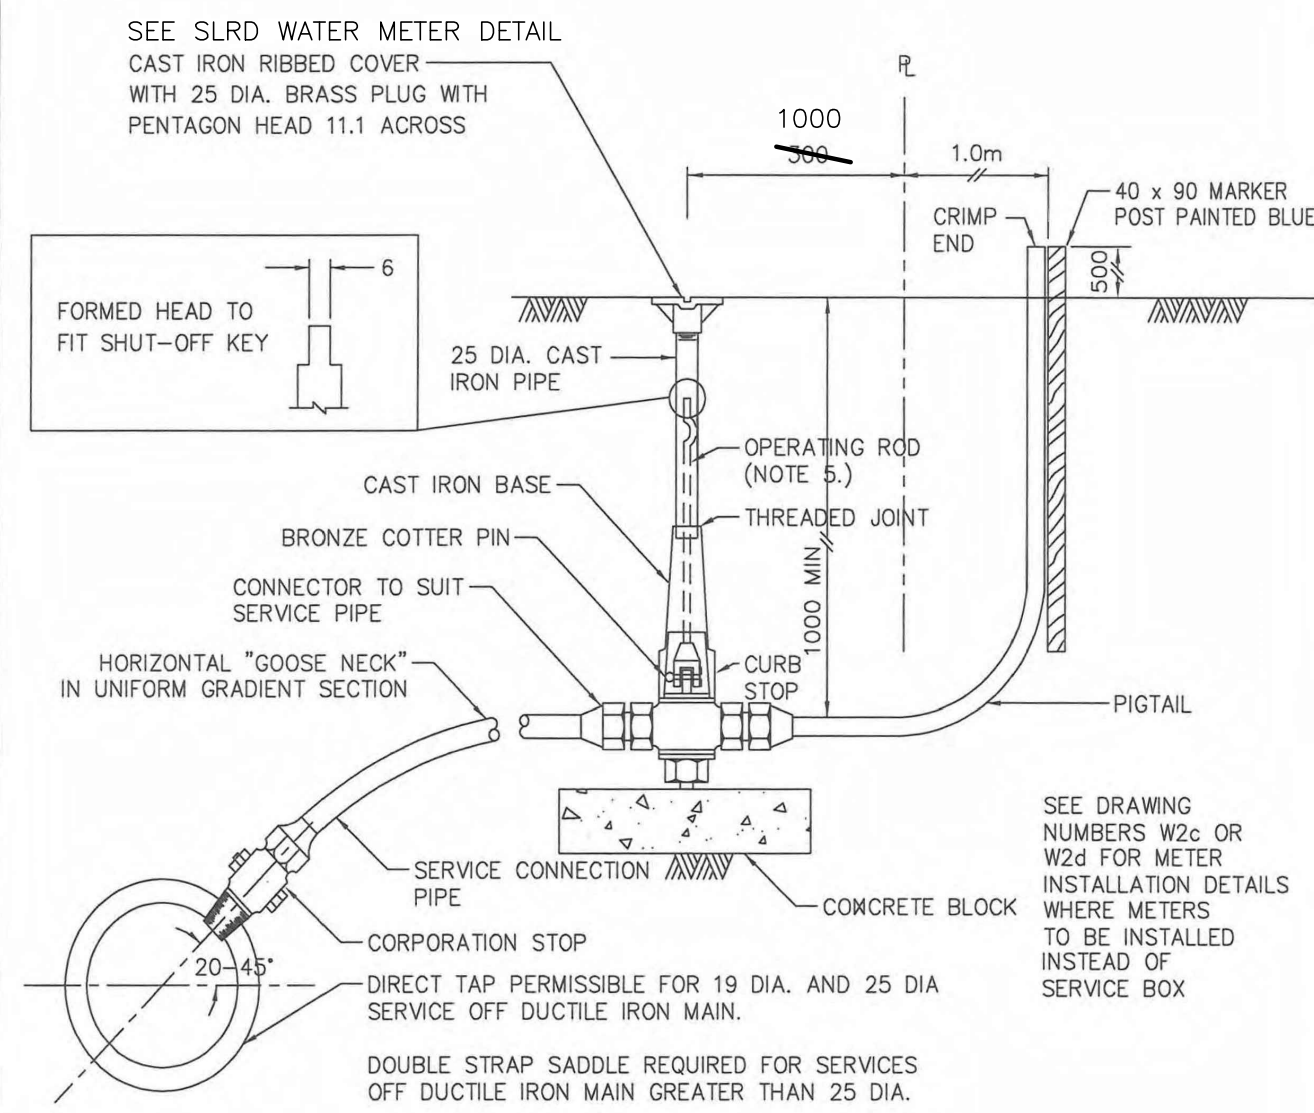 SEE SLRD WATER METER DETAIL
CAST IRON RIBBED COVER
WITH 25 DIA. BRASS PLUG WITH
PENTAGON HEAD 11.1 ACROSS
PL
1000
300
1.0m
40 x 90 MARKER
POST PAINTED BLUE
CRIMP
END
500
6
FORMED HEAD TO
FIT SHUT-OFF KEY
25 DIA. CAST
IRON PIPE
OPERATING ROD
(NOTE 5.)
CAST IRON BASE
THREADED JOINT
BRONZE COTTER PIN
1000 MIN
CONNECTOR TO SUIT
SERVICE PIPE
HORIZONTAL "GOOSE NECK"
IN UNIFORM GRADIENT SECTION
CURB
STOP
PIGTAIL
SEE DRAWING
NUMBERS W2c OR
W2d FOR METER
INSTALLATION DETAILS
WHERE METERS
TO BE INSTALLED
INSTEAD OF
SERVICE BOX
SERVICE CONNECTION
PIPE
CONCRETE BLOCK
CORPORATION STOP
20-45°
DIRECT TAP PERMISSIBLE FOR 19 DIA. AND 25 DIA
SERVICE OFF DUCTILE IRON MAIN.
DOUBLE STRAP SADDLE REQUIRED FOR SERVICES
OFF DUCTILE IRON MAIN GREATER THAN 25 DIA.